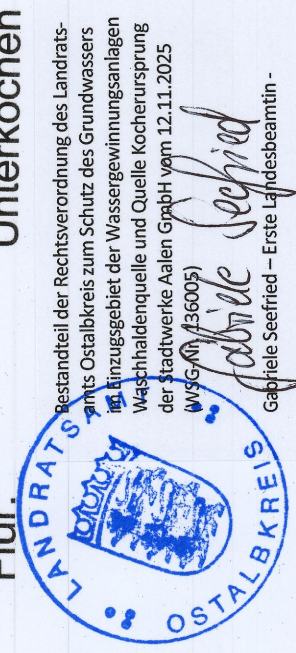 Flur:
Unterkochen
Bestandteil der Rechtsverordnung des Landrats-
amts Ostalbkreis zum Schutz des Grundwassers
im Einzugsgebiet der Wassergewinnungsanlagen
Waschhaldenquelle und Quelle Kocherursprung
der Stadtwerke Aalen GmbH vom 12.11.2025
(WSG-Nr. 136005)
Gabriele Seefried
Gabriele Seefried – Erste Landesbeamtin -
LANDRATSAMT
OSTALBKREIS